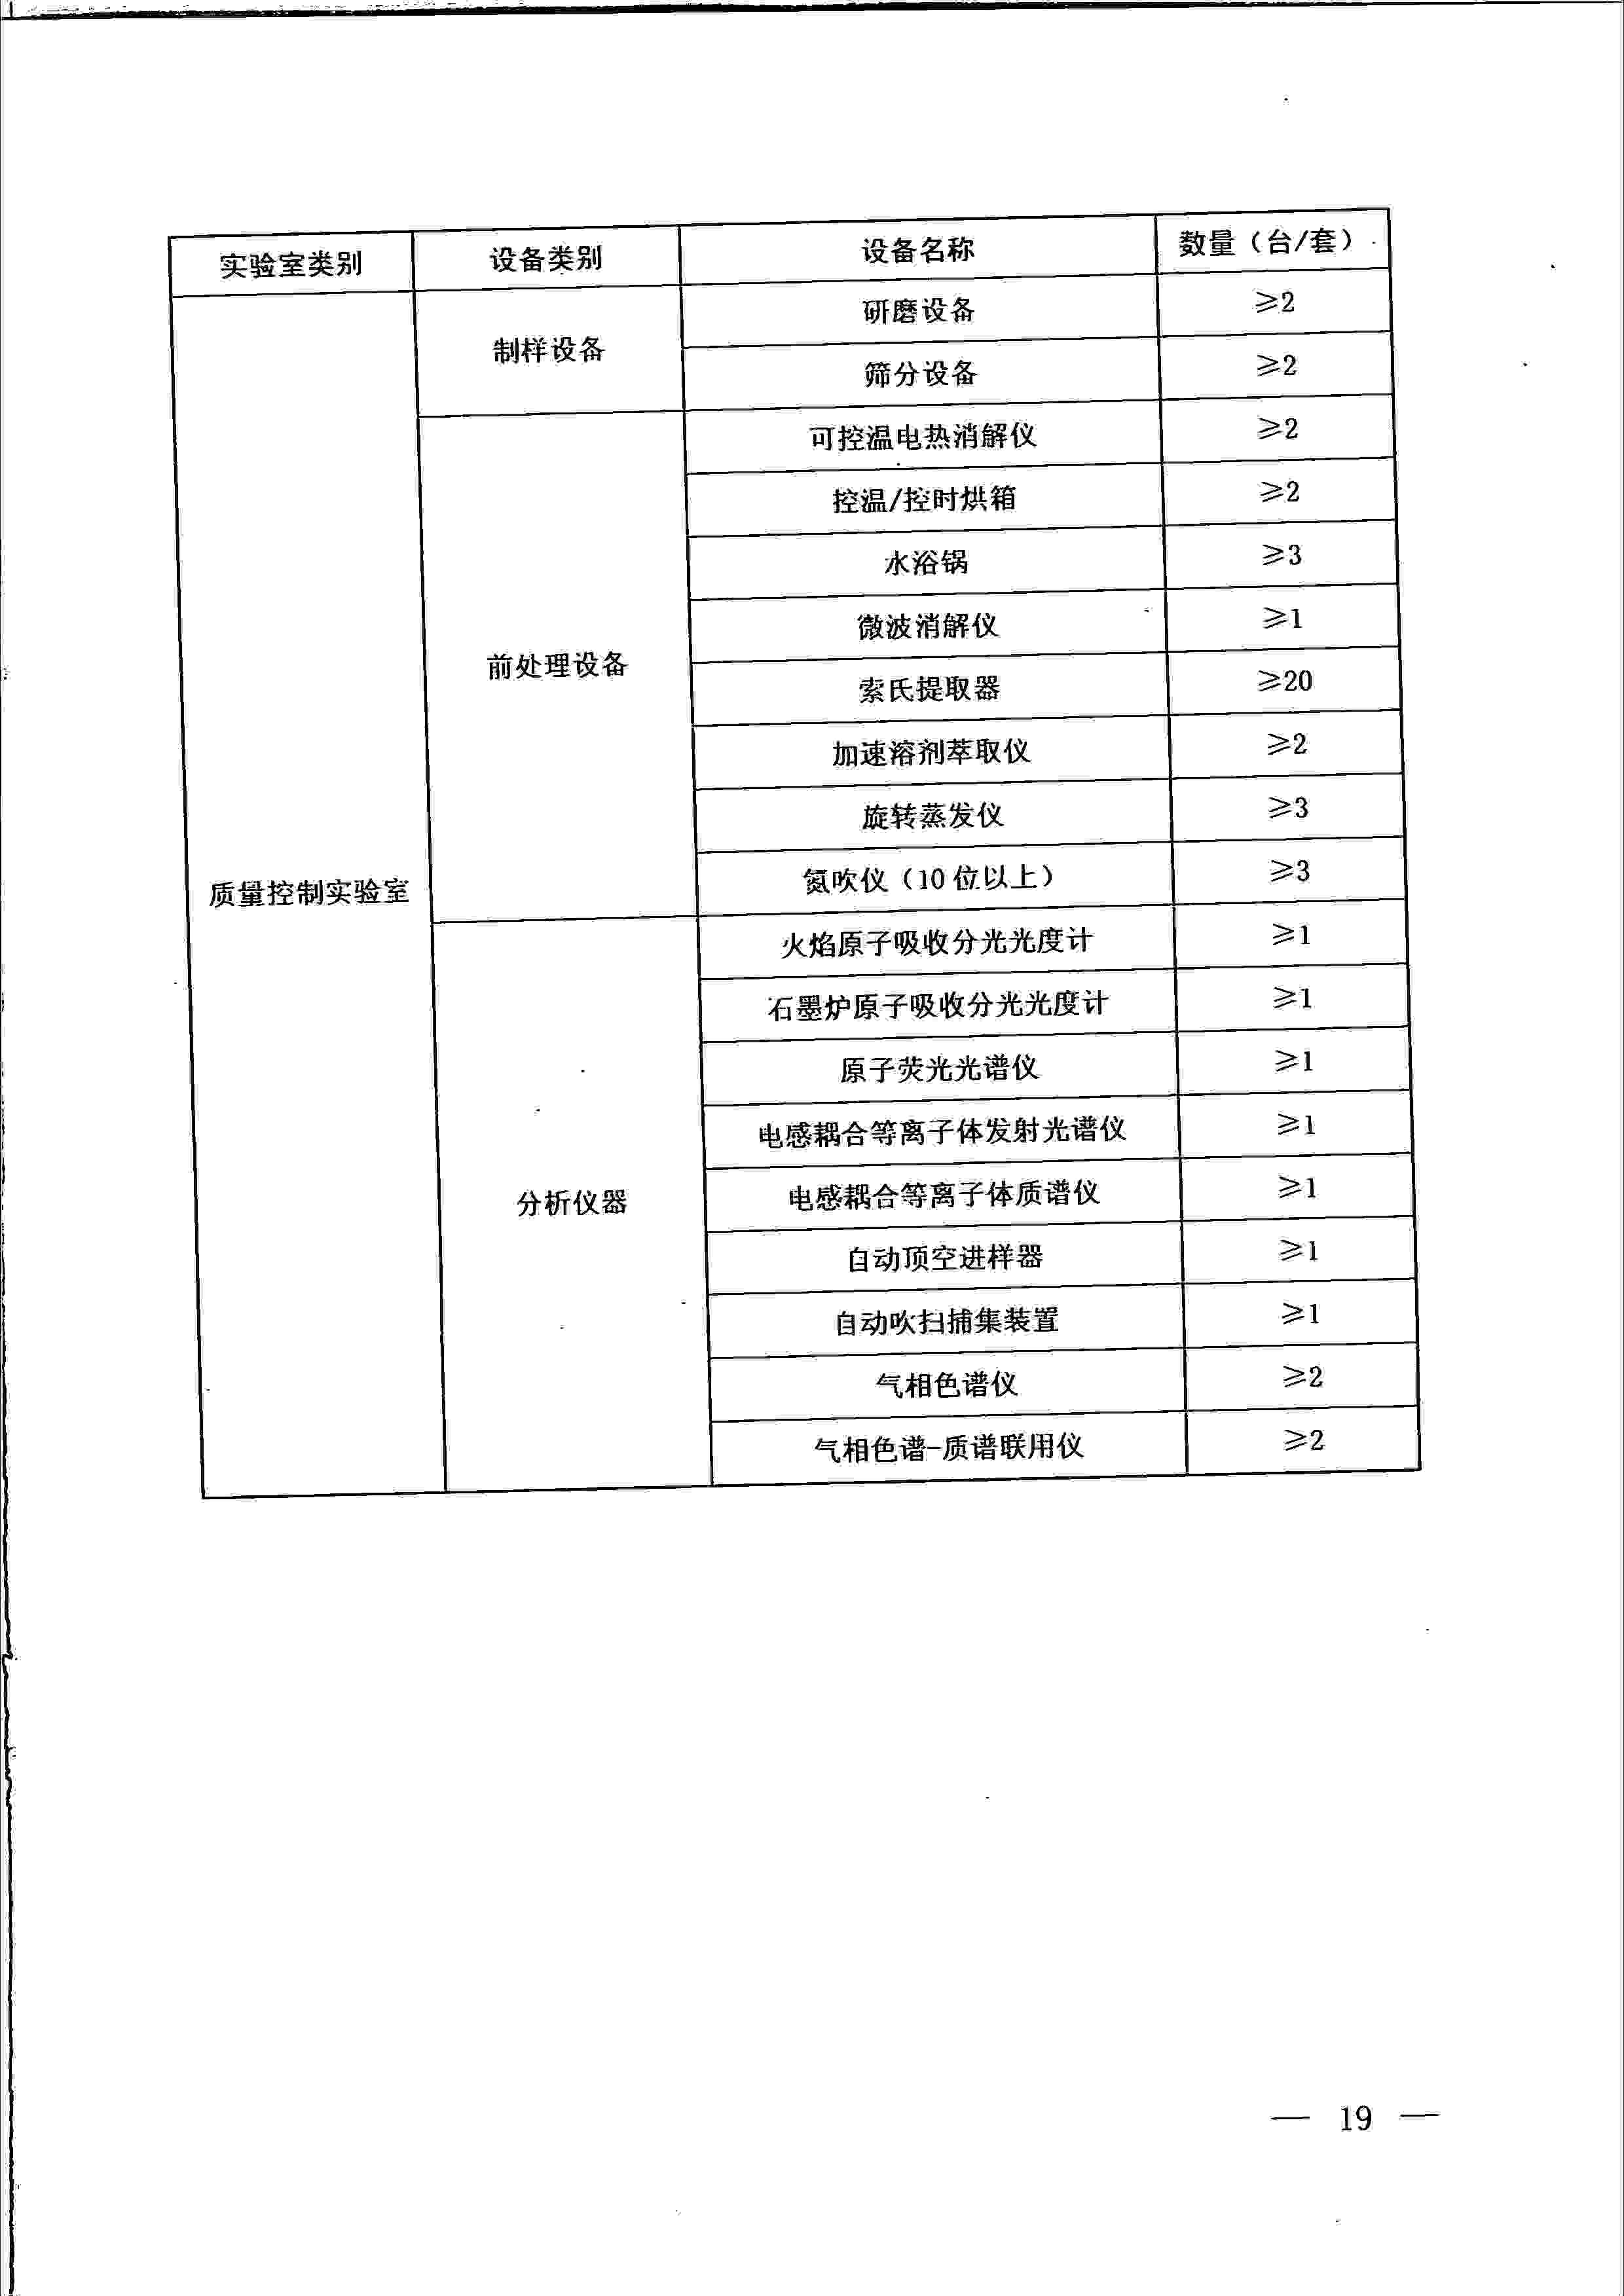 实验室类别 设备类别 设备名称 数量（台/套）
质量控制实验室 制样设备 研磨设备 ≥2
筛分设备 ≥2
前处理设备 可控温电热消解仪 ≥2
控温/控时烘箱 ≥2
水浴锅 ≥3
微波消解仪 ≥1
索氏提取器 ≥20
加速溶剂萃取仪 ≥2
旋转蒸发仪 ≥3
氮吹仪（10位以上） ≥3
分析仪器 火焰原子吸收分光光度计 ≥1
石墨炉原子吸收分光光度计 ≥1
原子荧光光谱仪 ≥1
电感耦合等离子体发射光谱仪 ≥1
电感耦合等离子体质谱仪 ≥1
自动顶空进样器 ≥1
自动吹扫捕集装置 ≥1
气相色谱仪 ≥2
气相色谱-质谱联用仪 ≥2
— 19 —